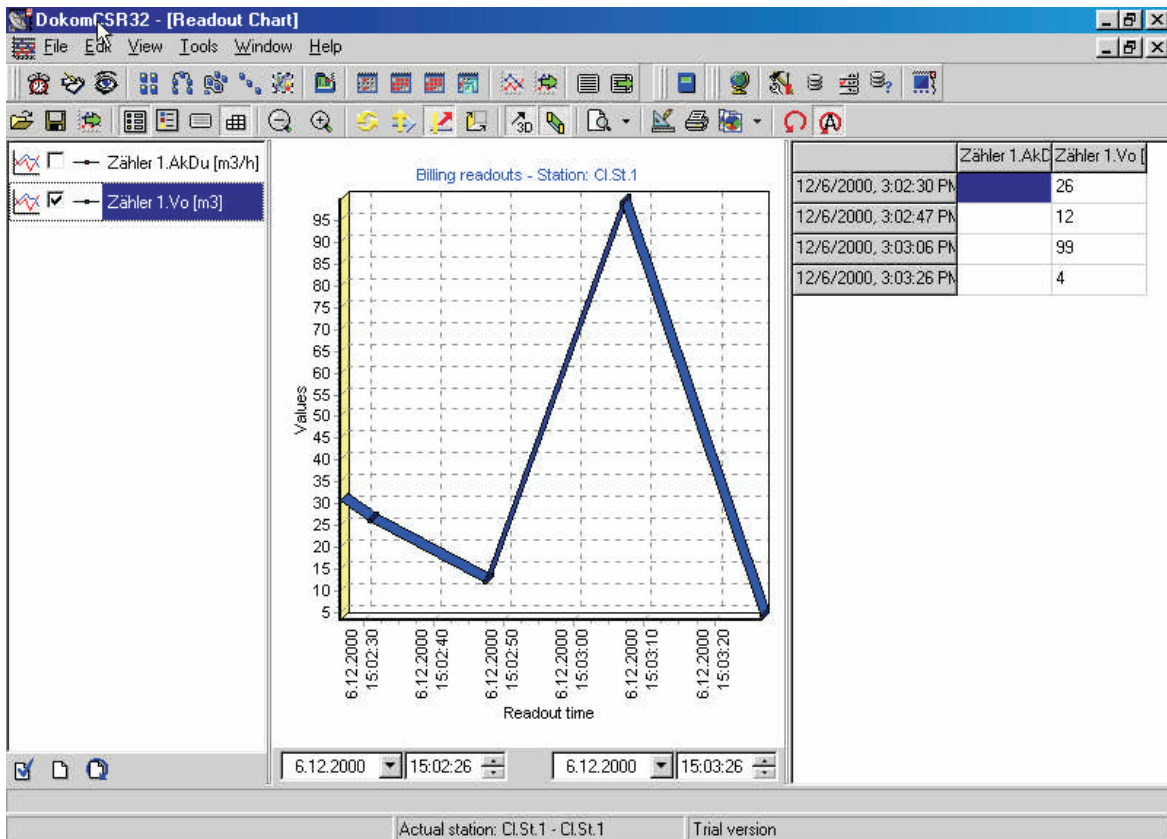 DokomCSR32 - [Readout Chart]
File Edit View Tools Window Help
3D
A
Zähler 1.AkDu [m3/h]
Zähler 1.Vo [m3]
Billing readouts - Station: Cl.St.1
Values
95
90
85
80
75
70
65
60
55
50
45
40
35
30
25
20
15
10
5
6.12.2000 15:02:30
6.12.2000 15:02:40
6.12.2000 15:02:50
6.12.2000 15:03:00
6.12.2000 15:03:10
6.12.2000 15:03:20
Readout time
6.12.2000 15:02:26 6.12.2000 15:03:26
Zähler 1.AkD Zähler 1.Vo [
12/6/2000, 3:02:30 PM 26
12/6/2000, 3:02:47 PM 12
12/6/2000, 3:03:06 PM 99
12/6/2000, 3:03:26 PM 4
Actual station: Cl.St.1 - Cl.St.1 Trial version